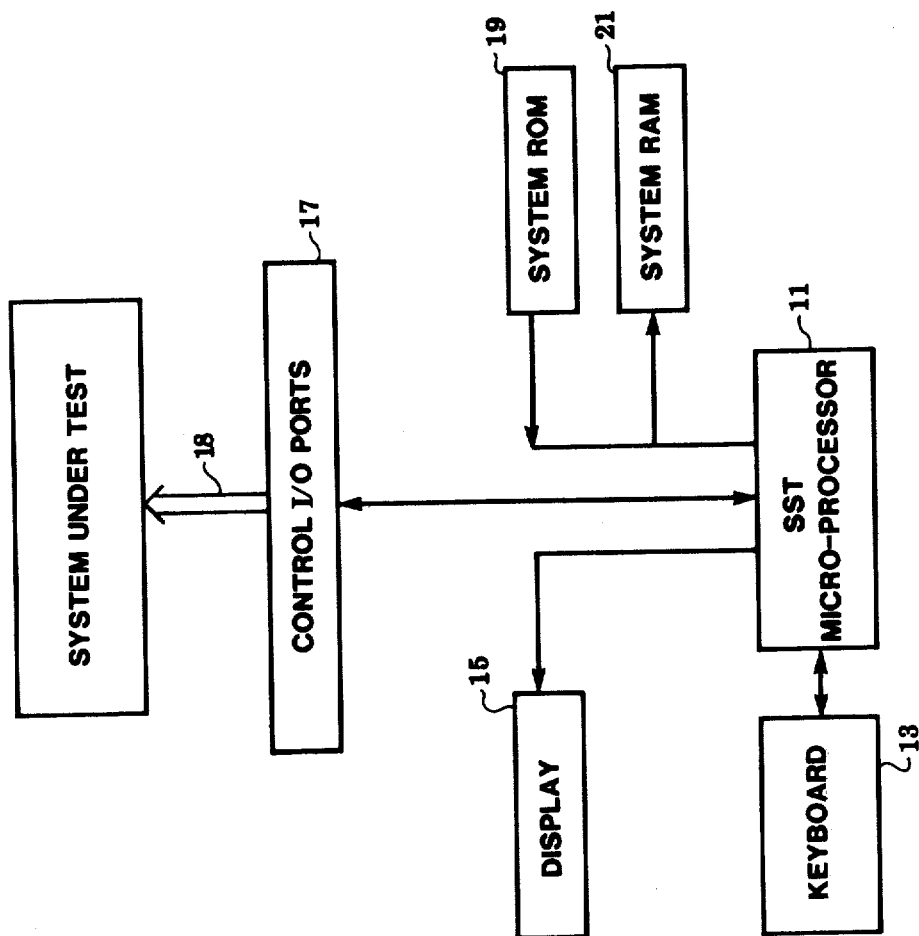 SYSTEM UNDER TEST
18
CONTROL I/O PORTS
17
SYSTEM ROM
19
SYSTEM RAM
21
DISPLAY
15
SST
MICRO-PROCESSOR
11
KEYBOARD
13